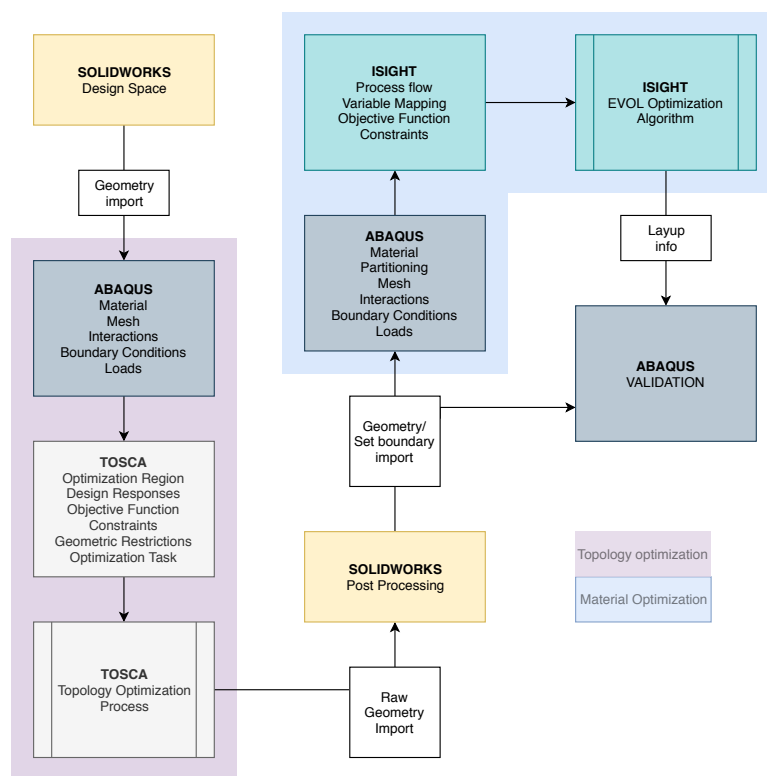 SOLIDWORKS
Design Space
Geometry
import
ABAQUS
Material
Mesh
Interactions
Boundary Conditions
Loads
TOSCA
Optimization Region
Design Responses
Objective Function
Constraints
Geometric Restrictions
Optimization Task
TOSCA
Topology Optimization
Process
Raw
Geometry
Import
SOLIDWORKS
Post Processing
Geometry/
Set boundary
import
ABAQUS
Material
Partitioning
Mesh
Interactions
Boundary Conditions
Loads
ISIGHT
Process flow
Variable Mapping
Objective Function
Constraints
ISIGHT
EVOL Optimization
Algorithm
Layup
info
ABAQUS
VALIDATION
Topology optimization
Material Optimization